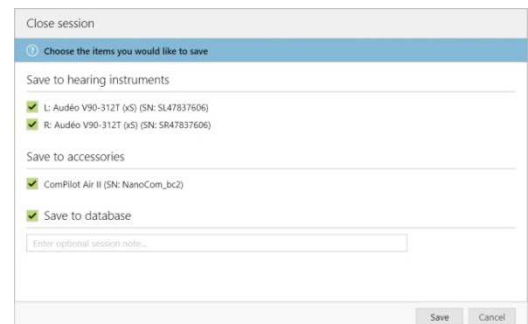 Close session
Choose the items you would like to save
Save to hearing instruments
L: Audéo V90-312T (xS) (SN: SL47837606)
R: Audéo V90-312T (xS) (SN: SR47837606)
Save to accessories
ComPilot Air II (SN: NanoCom_bc2)
Save to database
Enter optional session note...
Save Cancel